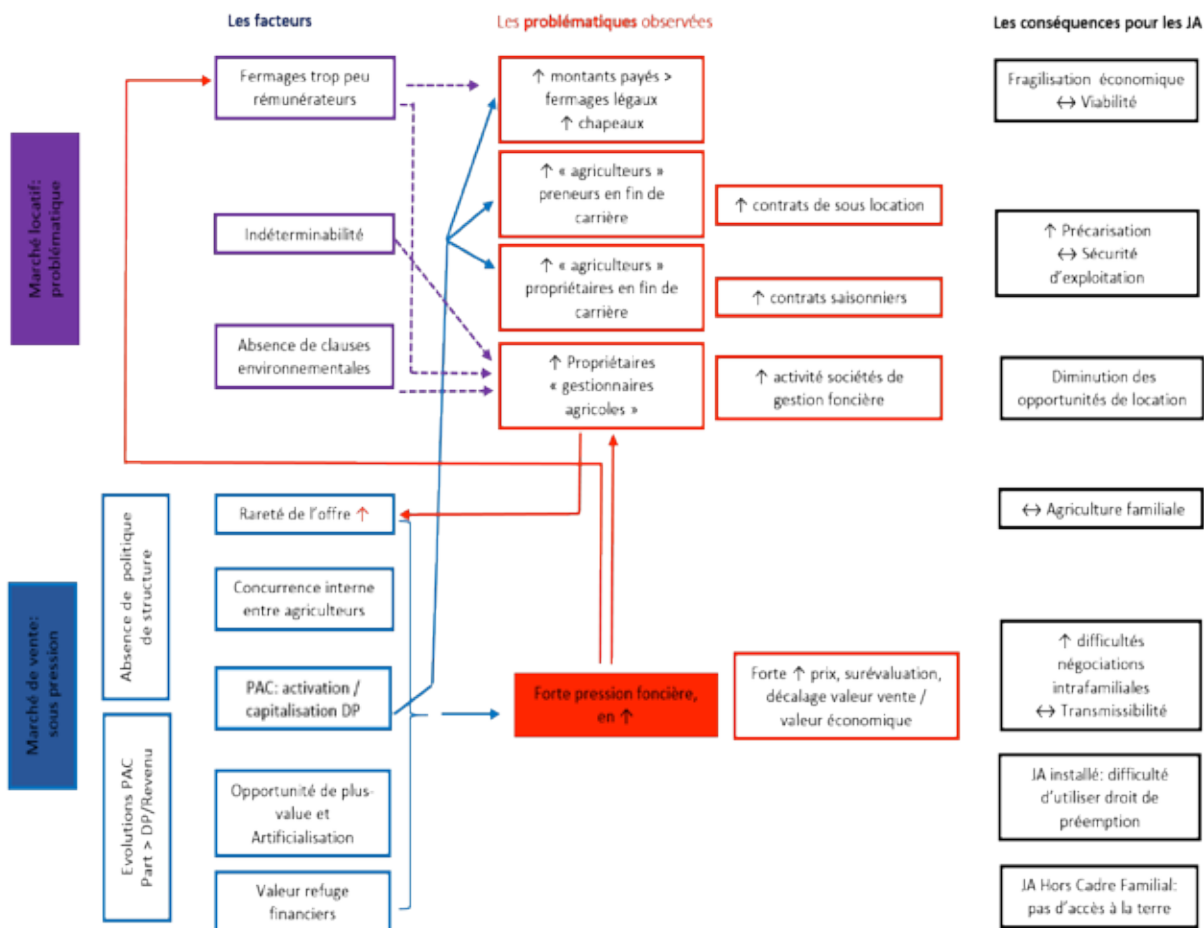 Les facteurs
Les problématiques observées
Les conséquences pour les JA
Marché locatif:
problématique
Fermages trop peu
rémunérateurs
Indéterminabilité
Absence de clauses
environnementales
↑ montants payés >
fermages légaux
↑ chapeaux
↑ « agriculteurs »
preneurs en fin de
carrière
↑ « agriculteurs »
propriétaires en fin de
carrière
↑ Propriétaires
« gestionnaires
agricoles »
↑ contrats de sous location
↑ contrats saisonniers
↑ activité sociétés de
gestion foncière
Fragilisation économique
↔ Viabilité
↑ Précarisation
↔ Sécurité
d'exploitation
Diminution des
opportunités de location
↔ Agriculture familiale
Marché de vente:
sous pression
Absence de politique
de structure
Evolutions PAC
Part > DP/Revenu
Rareté de l'offre ↑
Concurrence interne
entre agriculteurs
PAC: activation /
capitalisation DP
Opportunité de plus-
value et
Artificialisation
Valeur refuge
financiers
Forte pression foncière,
en ↑
Forte ↑ prix, surévaluation,
décalage valeur vente /
valeur économique
↑ difficultés
négociations
intrafamiliales
↔ Transmissibilité
JA installé: difficulté
d'utiliser droit de
préemption
JA Hors Cadre Familial:
pas d'accès à la terre